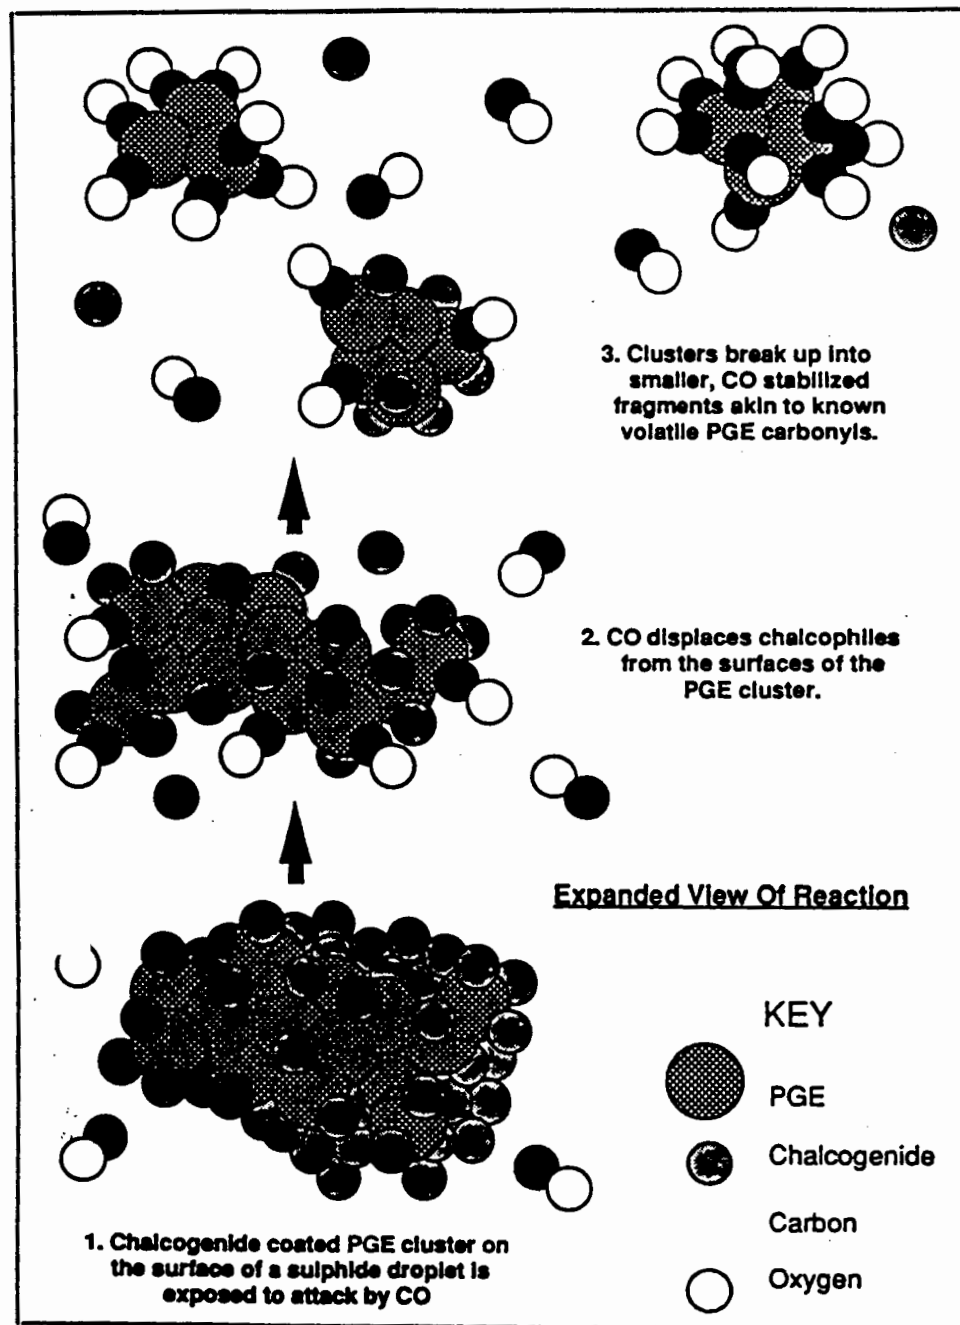 3. Clusters break up into
smaller, CO stabilized
fragments akin to known
volatile PGE carbonyls.
2. CO displaces chalcophiles
from the surfaces of the
PGE cluster.
Expanded View Of Reaction
KEY
PGE
Chalcogenide
Carbon
Oxygen
1. Chalcogenide coated PGE cluster on
the surface of a sulphide droplet is
exposed to attack by CO